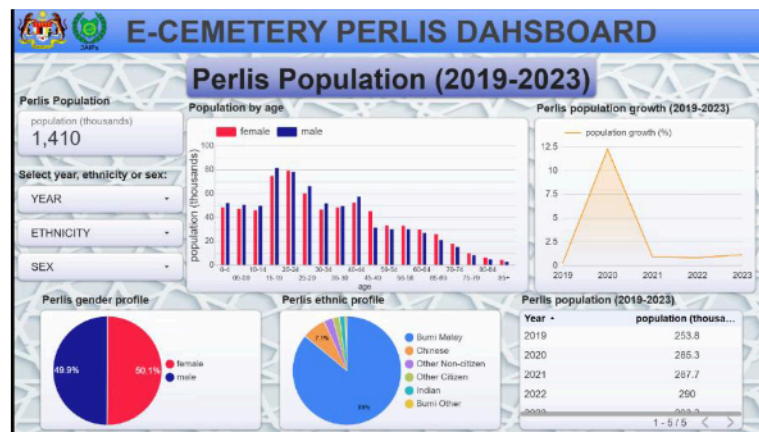 E-CEMETERY PERLIS DAHSBOARD
Perlis Population (2019-2023)
Perlis Population
population (thousands)
1,410
Select year, ethnicity or sex:
YEAR
ETHNICITY
SEX
Population by age
female
male
population (thousands)
100
80
60
40
20
0
0-4
05-09
10-14
15-19
20-24
25-29
30-34
35-39
40-44
45-49
50-54
55-59
60-64
65-69
70-74
75-79
80-84
85+
age
Perlis population growth (2019-2023)
population growth (%)
12.5
10
7.5
5
2.5
0
2019
2020
2021
2022
2023
Perlis gender profile
49.9%
50.1%
female
male
Perlis ethnic profile
7.1%
Bumi Malay
Chinese
Other Non-citizen
Other Citizen
Indian
Bumi Other
Perlis population (2019-2023)
Year population (thousa...
2019 253.8
2020 285.3
2021 287.7
2022 290
1 - 5 / 5